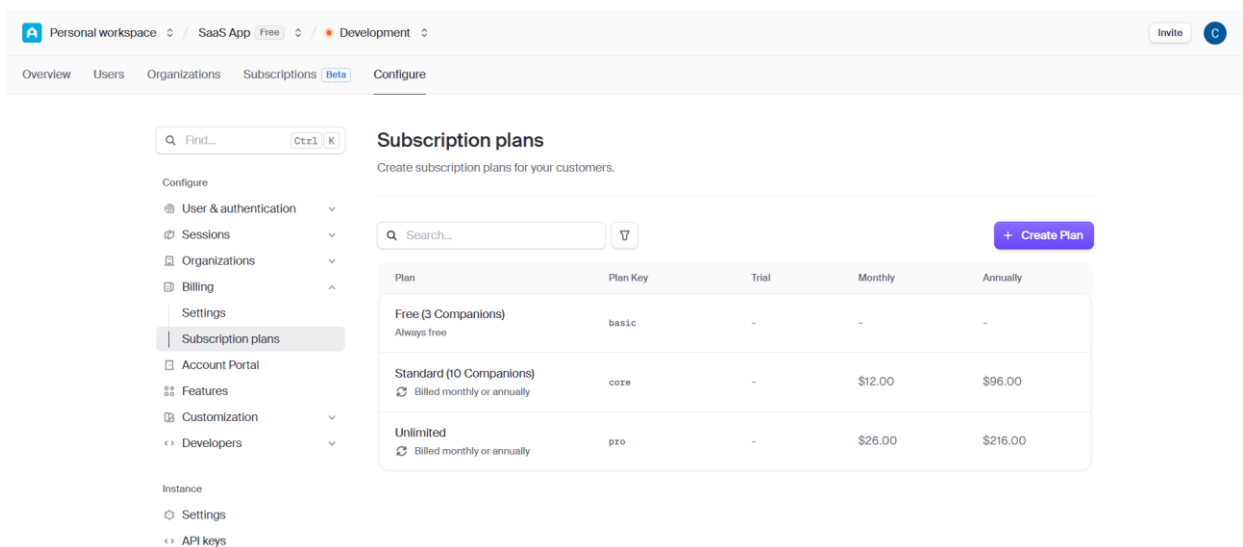 Personal workspace / SaaS App Free / Development
Invite C
Overview Users Organizations Subscriptions Beta Configure
Find... Ctrl K
Configure
User & authentication
Sessions
Organizations
Billing
Settings
Subscription plans
Account Portal
Features
Customization
Developers
Instance
Settings
API keys
Subscription plans
Create subscription plans for your customers.
Search... + Create Plan
Plan Plan Key Trial Monthly Annually
Free (3 Companions) basic - - -
Always free
Standard (10 Companions) core - $12.00 $96.00
Billed monthly or annually
Unlimited pro - $26.00 $216.00
Billed monthly or annually